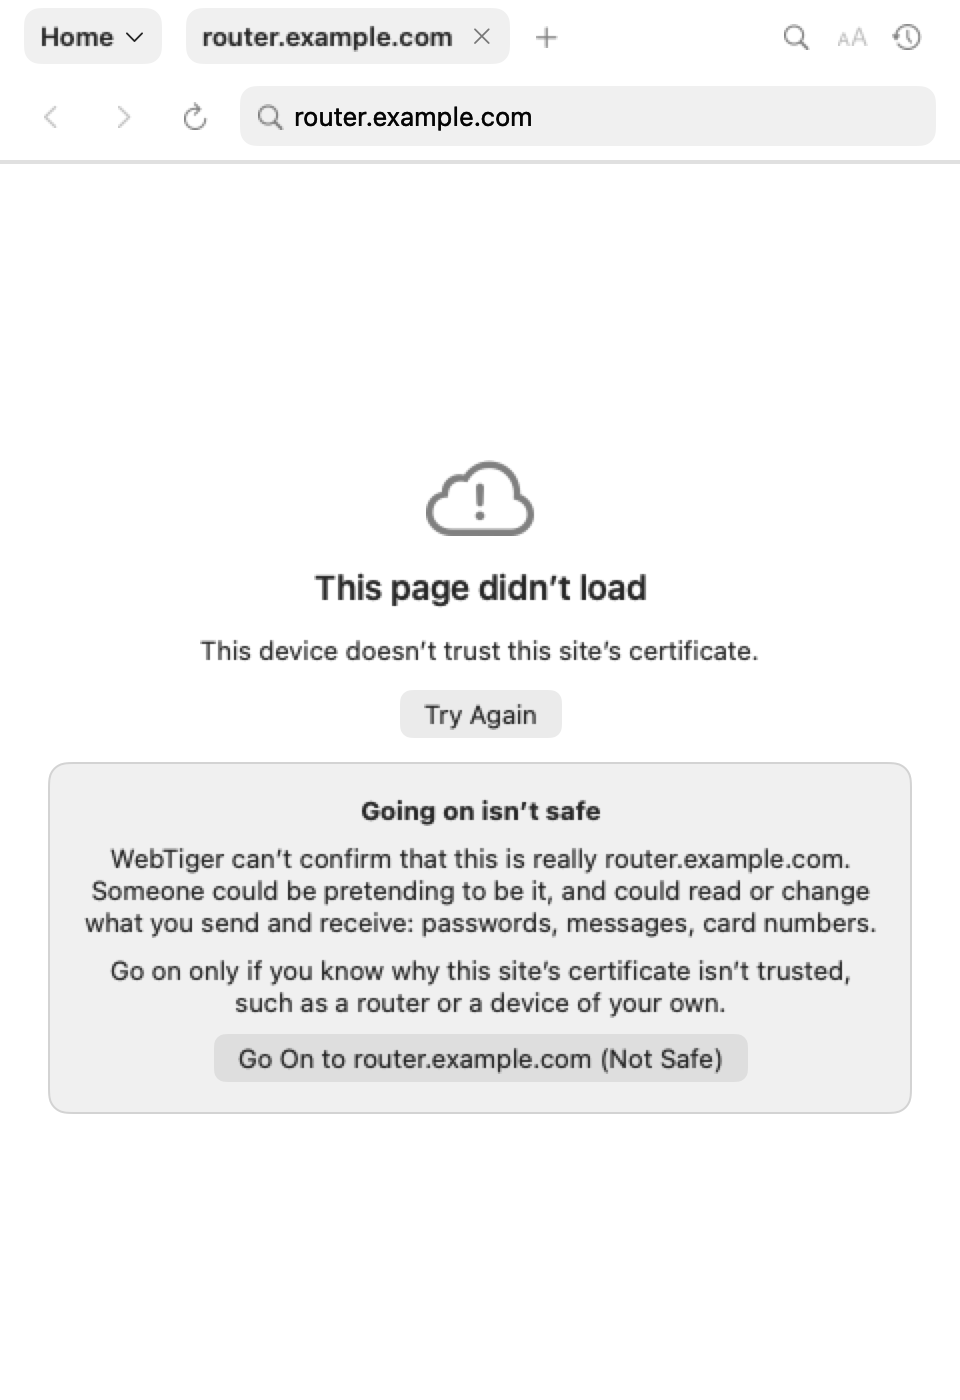 Home
router.example.com
AA
router.example.com
This page didn’t load
This device doesn’t trust this site’s certificate.
Try Again
Going on isn’t safe
WebTiger can’t confirm that this is really router.example.com.
Someone could be pretending to be it, and could read or change
what you send and receive: passwords, messages, card numbers.
Go on only if you know why this site’s certificate isn’t trusted,
such as a router or a device of your own.
Go On to router.example.com (Not Safe)